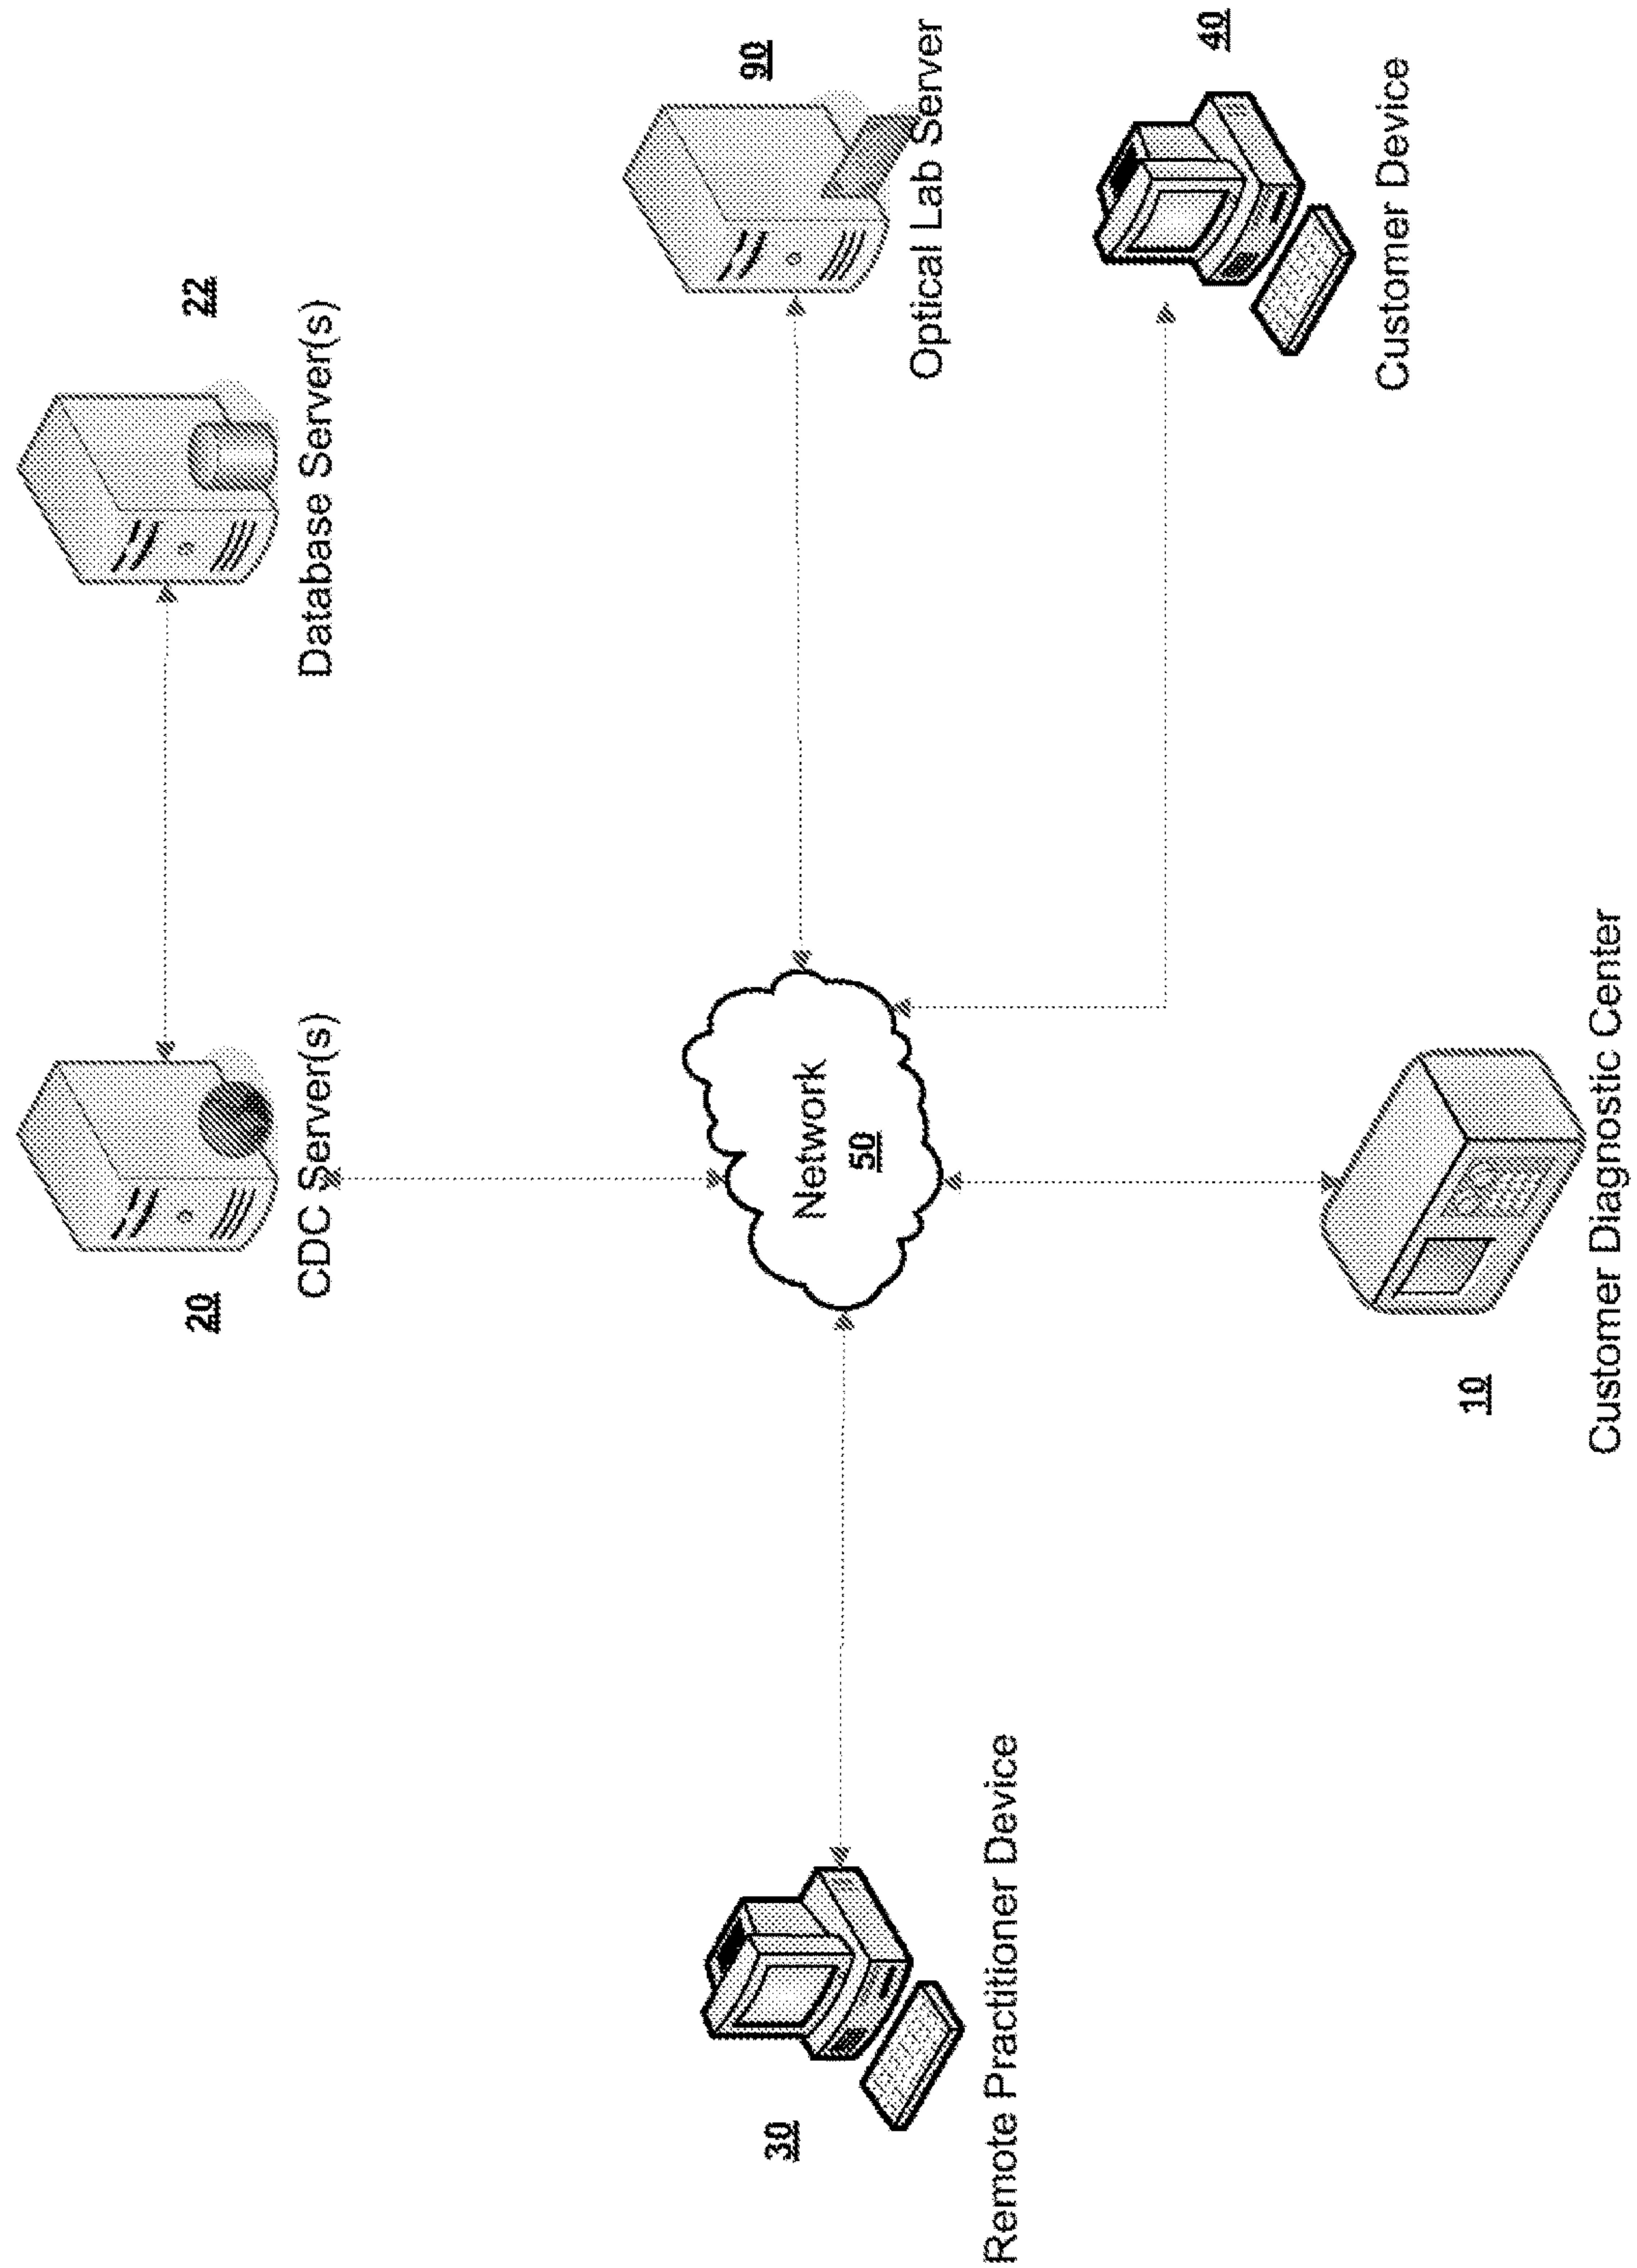 20
CDC Server(s)
22
Database Server(s)
90
Optical Lab Server
30
Remote Practitioner Device
Network
50
40
Customer Device
10
Customer Diagnostic Center